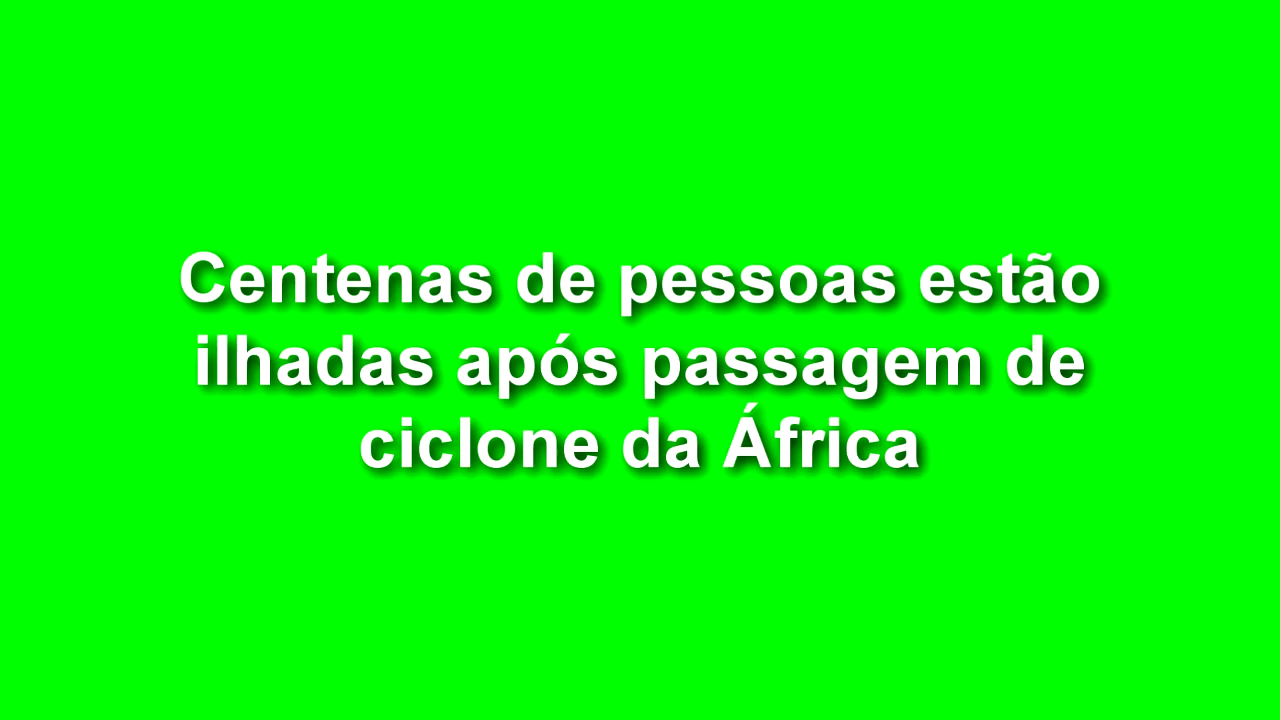 Centenas de pessoas estão
ilhadas após passagem de
ciclone da África